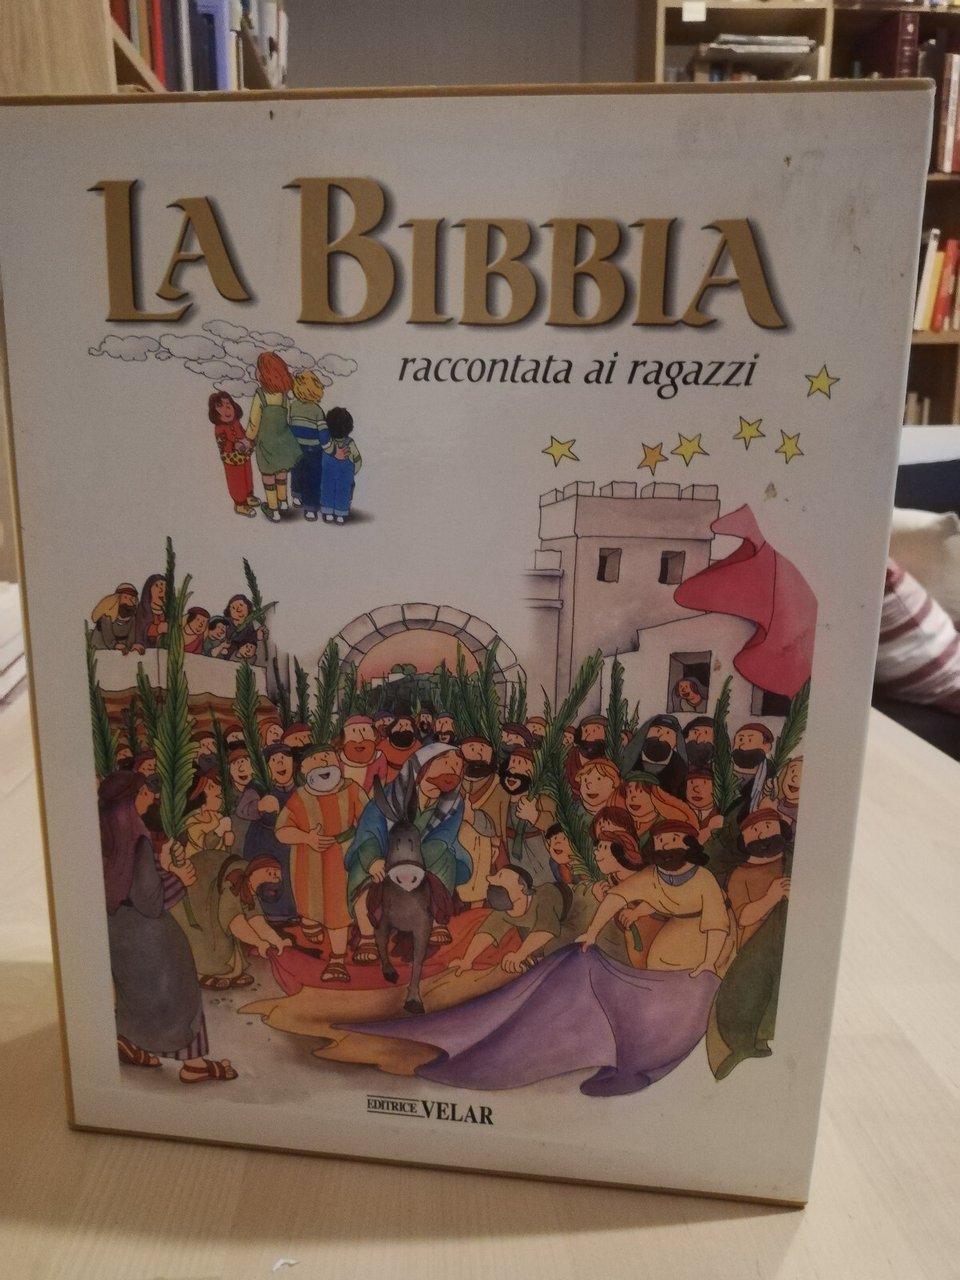 LA BIBBIA
raccontata ai ragazzi
EDITRICE VELAR